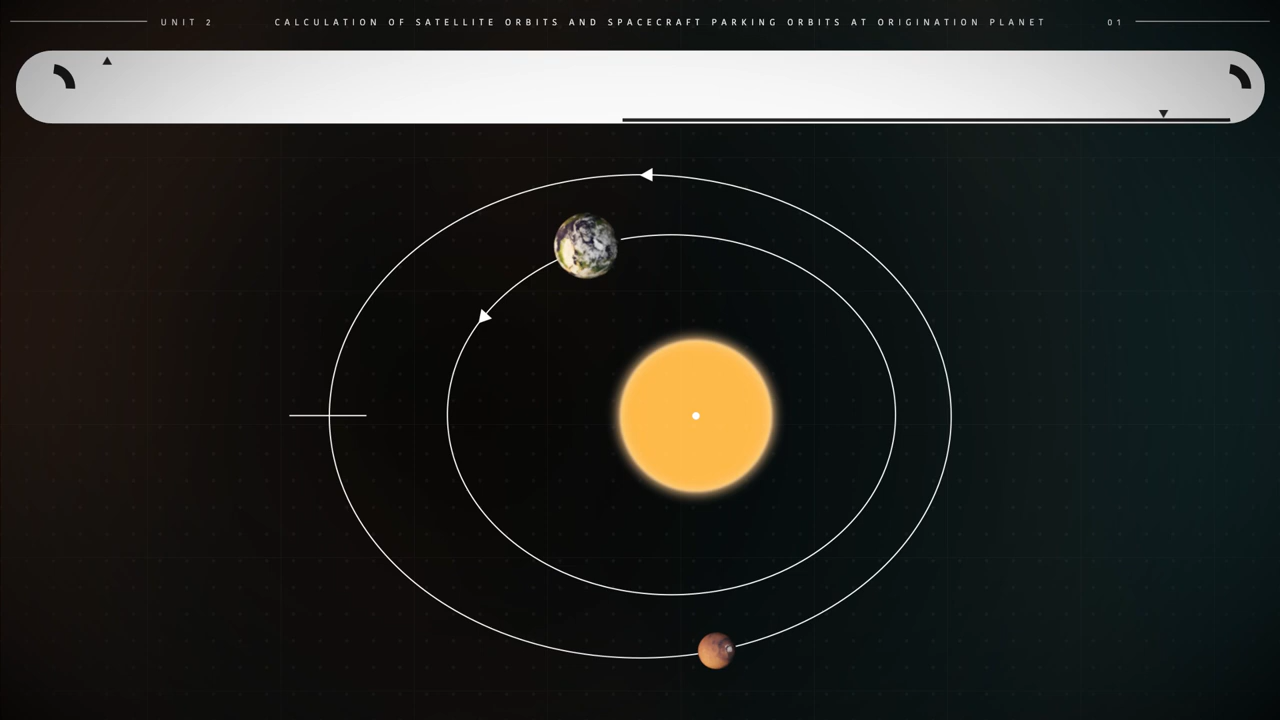 UNIT 2 CALCULATION OF SATELLITE ORBITS AND SPACECRAFT PARKING ORBITS AT ORIGINATION PLANET 01